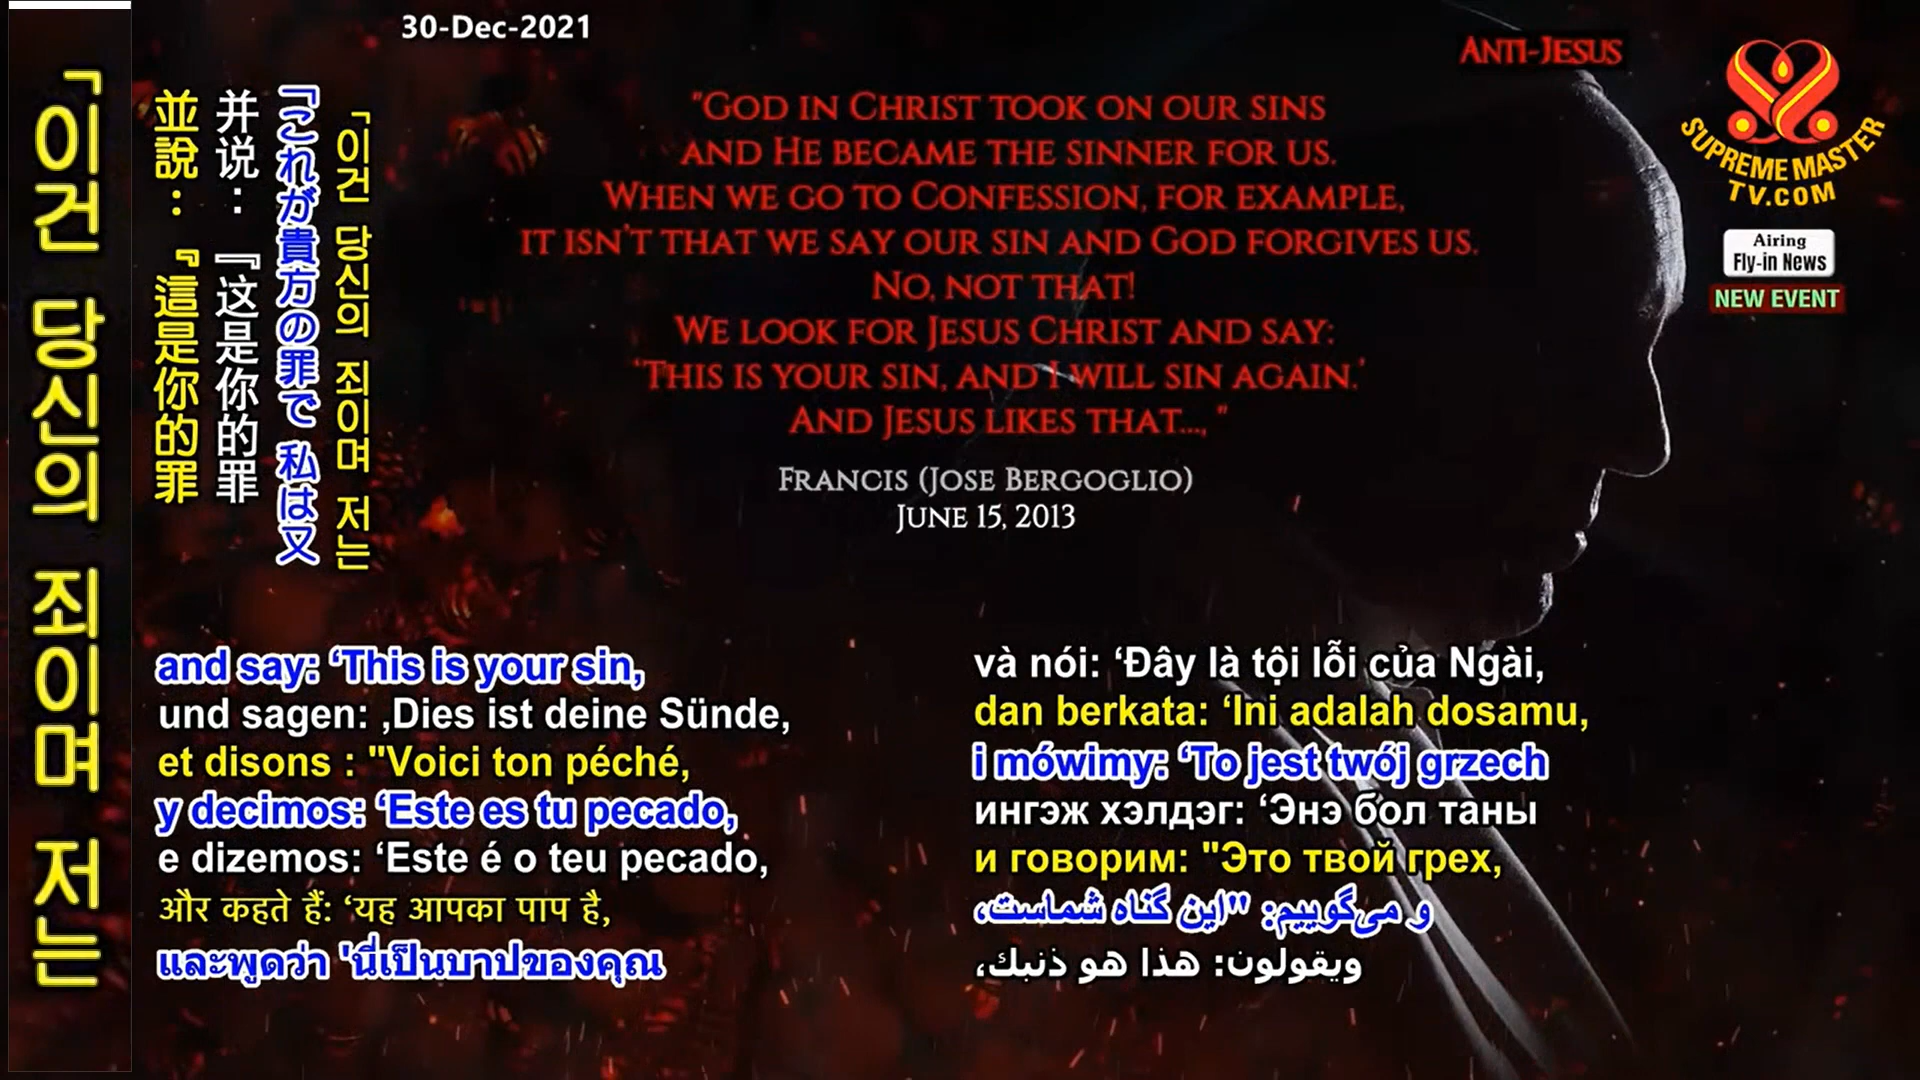 30-Dec-2021
ANTI-JESUS
"GOD IN CHRIST TOOK ON OUR SINS
AND HE BECAME THE SINNER FOR US.
WHEN WE GO TO CONFESSION, FOR EXAMPLE,
IT ISN'T THAT WE SAY OUR SIN AND GOD FORGIVES US.
NO, NOT THAT!
WE LOOK FOR JESUS CHRIST AND SAY:
'THIS IS YOUR SIN, AND I WILL SIN AGAIN.'
AND JESUS LIKES THAT...,"
FRANCIS (JOSE BERGOGLIO)
JUNE 15, 2013
SUPREME MASTER
TV.COM
Airing
Fly-in News
NEW EVENT
「이건 당신의 죄이며 저는
「이건 당신의 죄이며 저는
「これが貴方の罪で 私は又
并说：『这是你的罪
並說：『這是你的罪
and say: ‘This is your sin,
und sagen: ‚Dies ist deine Sünde,
et disons : "Voici ton péché,
y decimos: ‘Este es tu pecado,
e dizemos: ‘Este é o teu pecado,
और कहते हैं: ‘यह आपका पाप है,
และพูดว่า 'นี่เป็นบาปของคุณ
và nói: ‘Đây là tội lỗi của Ngài,
dan berkata: ‘Ini adalah dosamu,
i mówimy: ‘To jest twój grzech
ингэж хэлдэг: ‘Энэ бол таны
и говорим: "Это твой грех,
و می‌گوییم: "این گناه شماست،
ويقولون: هذا هو ذنبك،